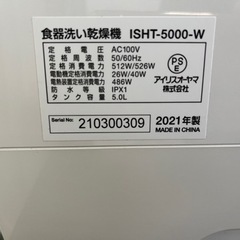 食器洗い乾燥機 ISHT-5000-W
定格電圧 AC100V
定格周波数 50/60Hz
定格消費電力 512W/526W
電動機定格消費電力 26W/40W
電熱装置定格消費電力 486W
防水等級 IPX1
タンク容量 5.0L
PS
E
アイリスオーヤマ
株式会社
Serial No.: 210300309
2021年製
MADE IN CHINA